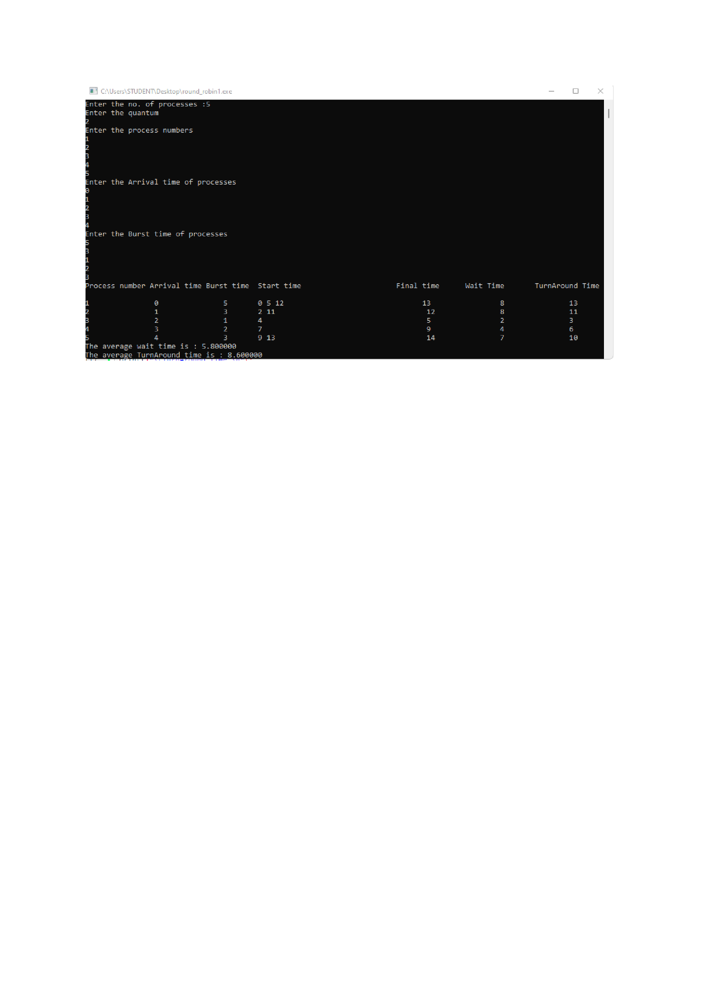 C:\Users\STUDENT\Desktop\round_robin1.exe
Enter the no. of processes :5
Enter the quantum
2
Enter the process numbers
1
2
3
4
5
Enter the Arrival time of processes
0
1
2
3
4
Enter the Burst time of processes
5
3
1
2
3
Process number Arrival time Burst time Start time Final time Wait Time TurnAround Time
1 0 5 0 5 12 13 8 13
2 1 3 2 11 12 8 11
3 2 1 4 5 2 3
4 3 2 7 9 4 6
5 4 3 9 13 14 7 10
The average wait time is : 5.800000
The average TurnAround time is : 8.600000